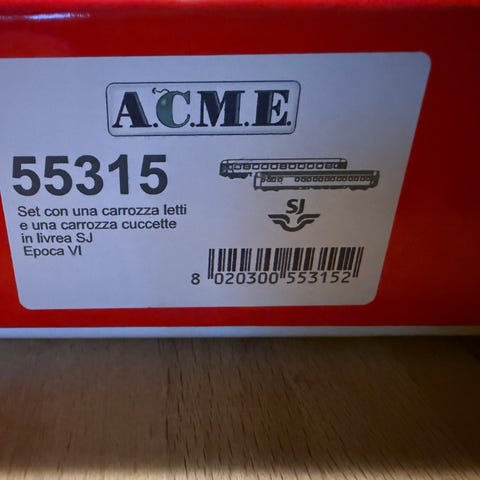 A.C.M.E.
55315
Set con una carrozza letti
e una carrozza cuccette
in livrea SJ
Epoca VI
SJ
8 020300 553152